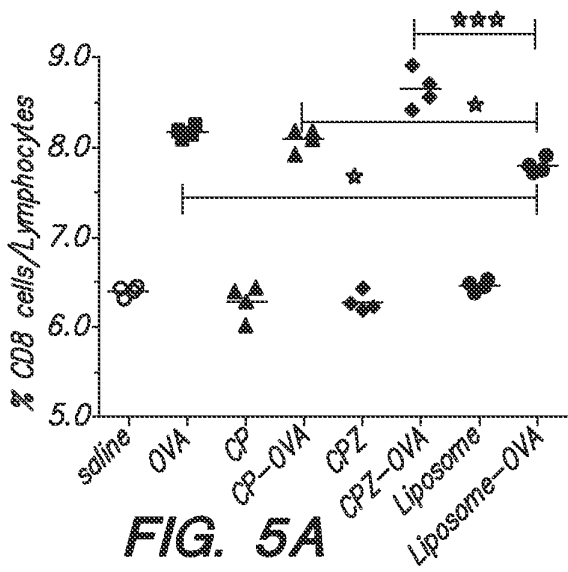 ★★★
% CD8 cells/Lymphocytes
9.0
8.0
7.0
6.0
5.0
★
★
saline
OVA
CP
CP-OVA
CPZ
CPZ-OVA
Liposome
Liposome-OVA
FIG. 5A